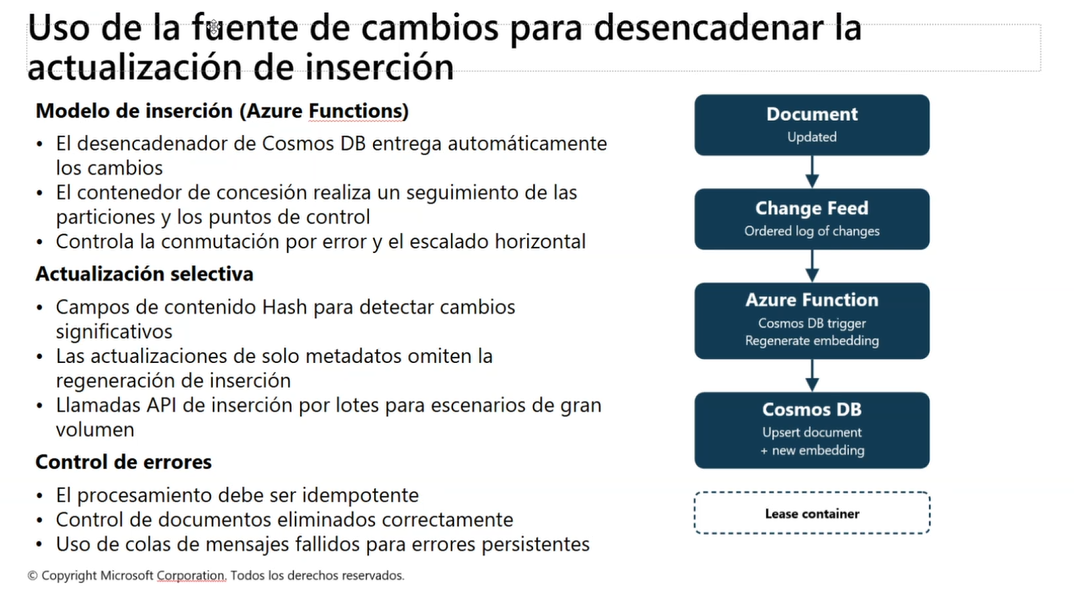 Uso de la fuente de cambios para desencadenar la
actualización de inserción
Modelo de inserción (Azure Functions)
• El desencadenador de Cosmos DB entrega automáticamente
los cambios
• El contenedor de concesión realiza un seguimiento de las
particiones y los puntos de control
• Controla la conmutación por error y el escalado horizontal
Actualización selectiva
• Campos de contenido Hash para detectar cambios
significativos
• Las actualizaciones de solo metadatos omiten la
regeneración de inserción
• Llamadas API de inserción por lotes para escenarios de gran
volumen
Control de errores
• El procesamiento debe ser idempotente
• Control de documentos eliminados correctamente
• Uso de colas de mensajes fallidos para errores persistentes
Document
Updated
Change Feed
Ordered log of changes
Azure Function
Cosmos DB trigger
Regenerate embedding
Cosmos DB
Upsert document
+ new embedding
Lease container
© Copyright Microsoft Corporation. Todos los derechos reservados.